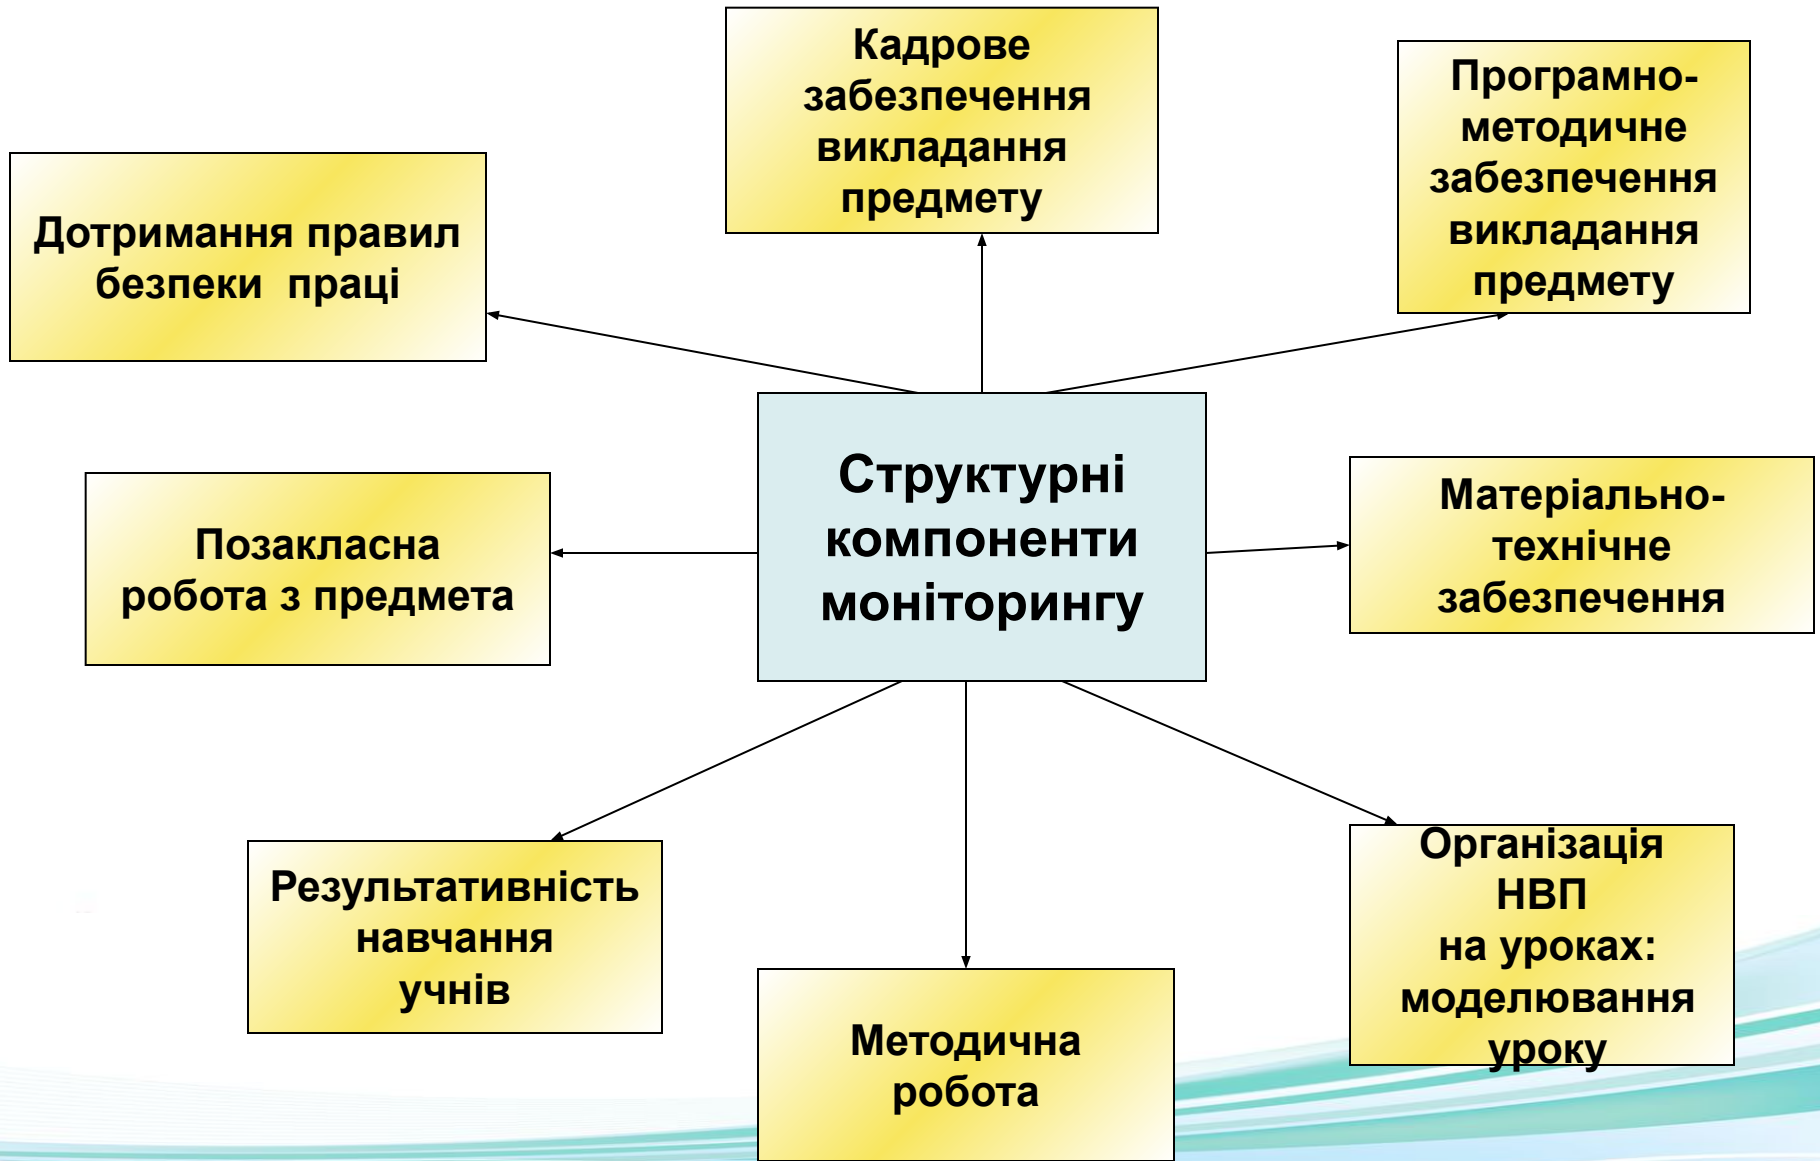 Кадрове
забезпечення
викладання
предмету
Програмно-
методичне
забезпечення
викладання
предмету
Дотримання правил
безпеки праці
Структурні
компоненти
моніторингу
Позакласна
робота з предмета
Матеріально-
технічне
забезпечення
Результативність
навчання
учнів
Методична
робота
Організація
НВП
на уроках:
моделювання
уроку